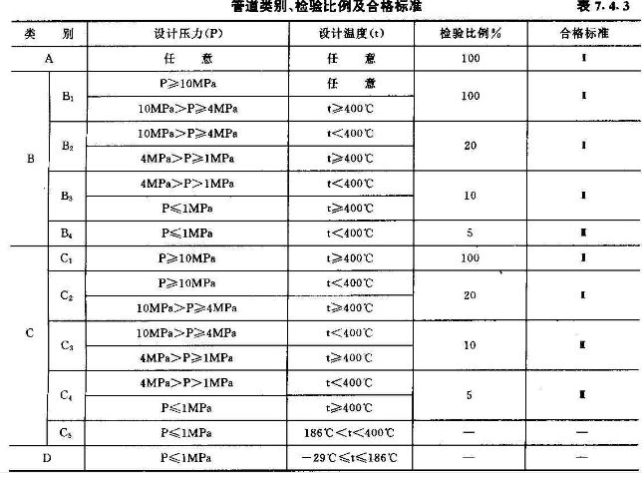 管道类别、检验比例及合格标准 表 7.4.3
类 别 设计压力(P) 设计温度(t) 检验比例% 合格标准
A 任 意 任 意 100
B
B₁ P≥10MPa 任 意 100
10MPa>P≥4MPa t≥400℃
B₂ 10MPa>P≥4MPa t<400℃ 20
4MPa>P≥1MPa t≥400℃
B₃ 4MPa>P>1MPa t<400℃ 10
P≤1MPa t≥400℃
B₄ P≤1MPa t<400℃ 5
C
C₁ P≥10MPa t≥400℃ 100
C₂ P≥10MPa t<400℃ 20
10MPa>P≥4MPa t≥400℃
C₃ 10MPa>P≥4MPa t<400℃ 10
4MPa>P≥1MPa t≥400℃
C₄ 4MPa>P>1MPa t<400℃ 5
P≤1MPa t≥400℃
C₅ P≤1MPa 186℃<t<400℃ — —
D P≤1MPa -29℃≤t≤186℃ — —